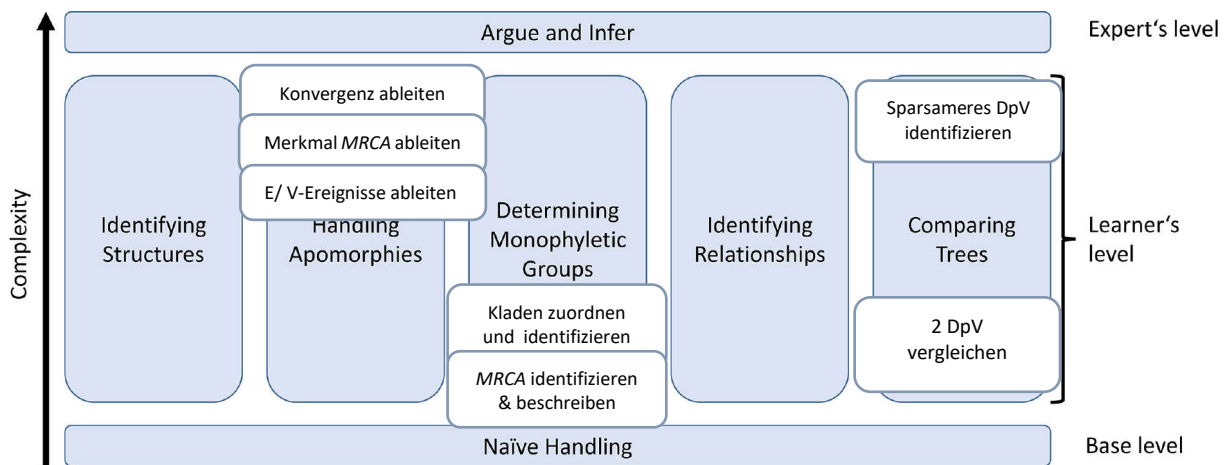 Argue and Infer
Expert‘s level
Complexity
Identifying
Structures
Konvergenz ableiten
Merkmal MRCA ableiten
E/ V-Ereignisse ableiten
Handling
Apomorphies
Determining
Monophyletic
Groups
Kladen zuordnen
und identifizieren
MRCA identifizieren
& beschreiben
Identifying
Relationships
Sparsameres DpV
identifizieren
Comparing
Trees
2 DpV
vergleichen
Learner‘s
level
Naïve Handling
Base level